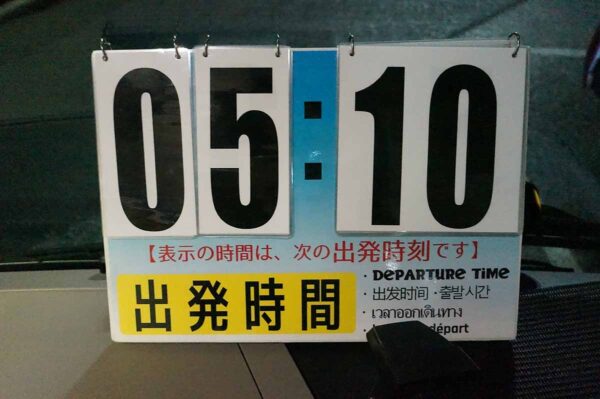 05:10
【表示の時間は、次の出発時刻です】
出発時間
・DEPARTURE TIME
・出发时间・출발 시간
・เวลาออกเดินทาง
départ